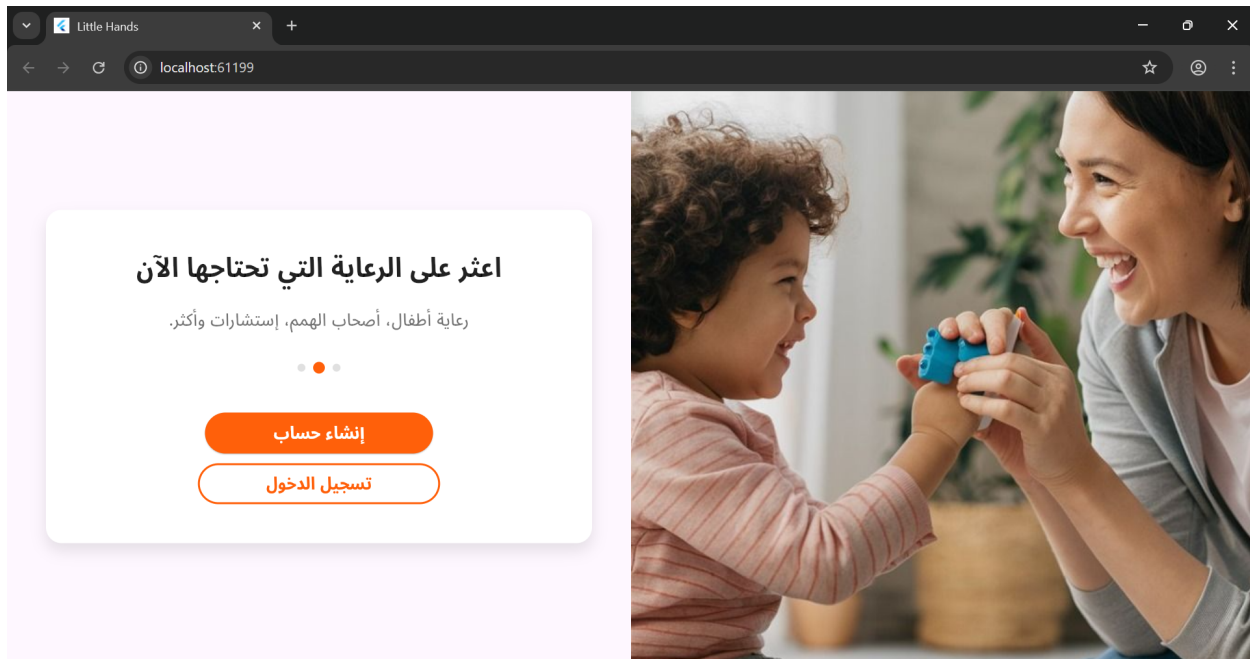 Little Hands
localhost:61199
اعثر على الرعاية التي تحتاجها الآن
رعاية أطفال، أصحاب الهمم، إستشارات وأكثر.
إنشاء حساب
تسجيل الدخول